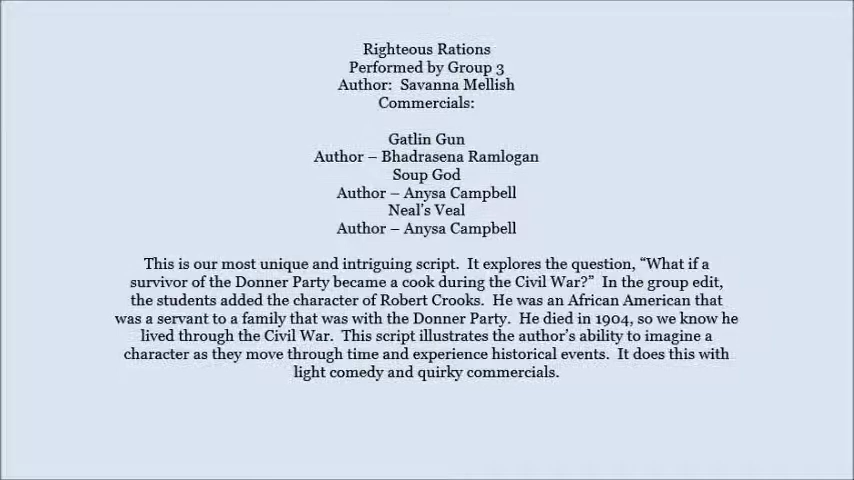 Righteous Rations
Performed by Group 3
Author:  Savanna Mellish
Commercials:
Gatlin Gun
Author – Bhadrasena Ramlogan
Soup God
Author – Anysa Campbell
Neal's Veal
Author – Anysa Campbell
This is our most unique and intriguing script.  It explores the question, “What if a
survivor of the Donner Party became a cook during the Civil War?”  In the group edit,
the students added the character of Robert Crooks.  He was an African American that
was a servant to a family that was with the Donner Party.  He died in 1904, so we know he
lived through the Civil War.  This script illustrates the author's ability to imagine a
character as they move through time and experience historical events.  It does this with
light comedy and quirky commercials.